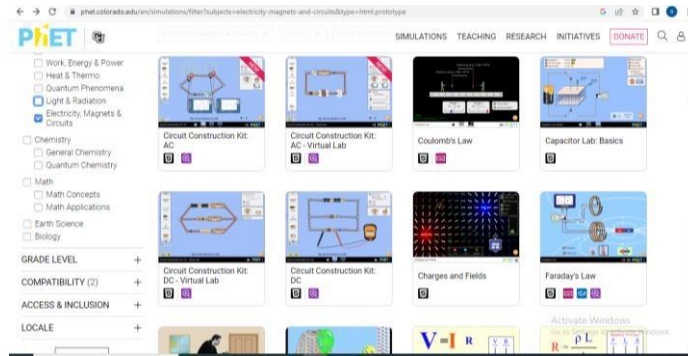 phet.colorado.edu/en/simulations/filter?subjects=electricity-magnets-and-circuits&type=html,prototype
PhET
SIMULATIONS TEACHING RESEARCH INITIATIVES DONATE
Work, Energy & Power
Heat & Thermo
Quantum Phenomena
Light & Radiation
Electricity, Magnets &
Circuits
Chemistry
General Chemistry
Quantum Chemistry
Math
Math Concepts
Math Applications
Earth Science
Biology
GRADE LEVEL +
COMPATIBILITY (2) +
ACCESS & INCLUSION +
LOCALE +
Circuit Construction Kit:
AC
Circuit Construction Kit:
AC - Virtual Lab
Coulomb's Law
Capacitor Lab: Basics
Circuit Construction Kit:
DC - Virtual Lab
Circuit Construction Kit:
DC
Charges and Fields
Faraday's Law
V=I R
R = ρ L
Activate Windows